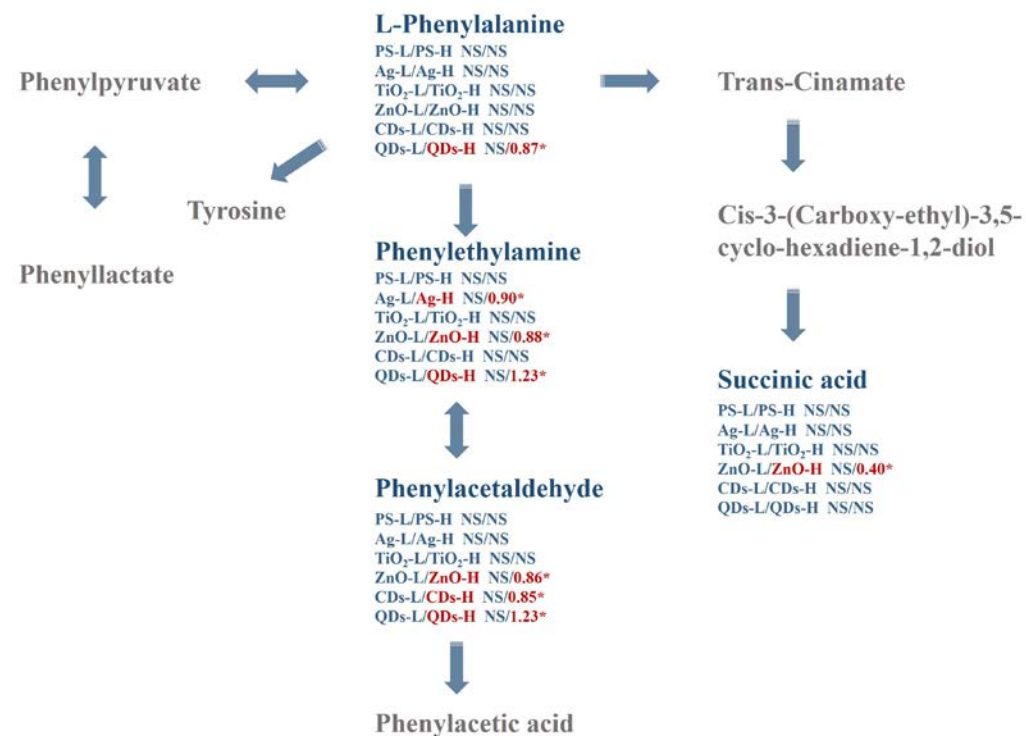 L-Phenylalanine
PS-L/PS-H NS/NS
Ag-L/Ag-H NS/NS
TiO₂-L/TiO₂-H NS/NS
ZnO-L/ZnO-H NS/NS
CDs-L/CDs-H NS/NS
QDs-L/QDs-H NS/0.87*
Phenylpyruvate
Trans-Cinamate
Tyrosine
Phenyllactate
Cis-3-(Carboxy-ethyl)-3,5-
cyclo-hexadiene-1,2-diol
Phenylethylamine
PS-L/PS-H NS/NS
Ag-L/Ag-H NS/0.90*
TiO₂-L/TiO₂-H NS/NS
ZnO-L/ZnO-H NS/0.88*
CDs-L/CDs-H NS/NS
QDs-L/QDs-H NS/1.23*
Succinic acid
PS-L/PS-H NS/NS
Ag-L/Ag-H NS/NS
TiO₂-L/TiO₂-H NS/NS
ZnO-L/ZnO-H NS/0.40*
CDs-L/CDs-H NS/NS
QDs-L/QDs-H NS/NS
Phenylacetaldehyde
PS-L/PS-H NS/NS
Ag-L/Ag-H NS/NS
TiO₂-L/TiO₂-H NS/NS
ZnO-L/ZnO-H NS/0.86*
CDs-L/CDs-H NS/0.85*
QDs-L/QDs-H NS/1.23*
Phenylacetic acid